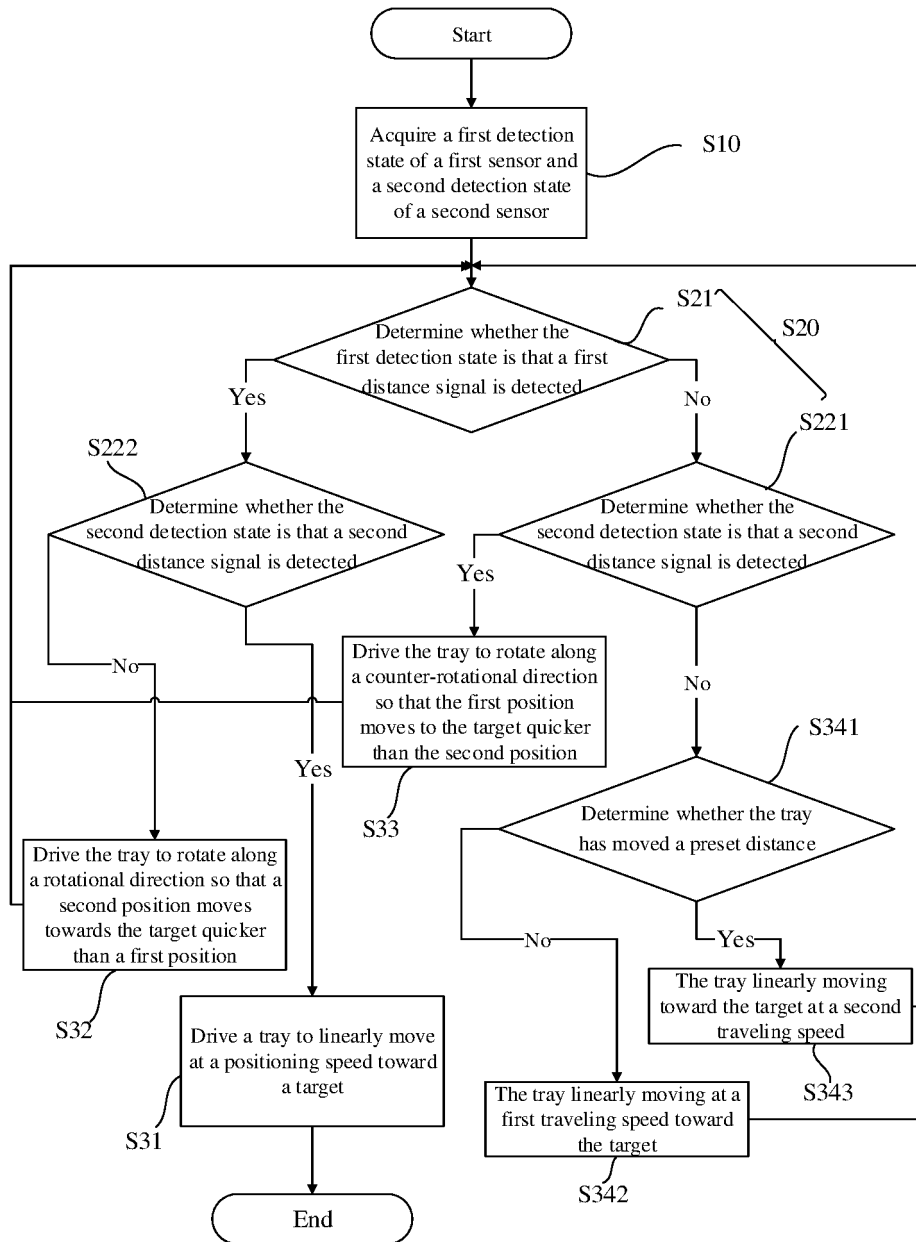 Start
Acquire a first detection
state of a first sensor and
a second detection state
of a second sensor
S10
Determine whether the
first detection state is that a first
distance signal is detected
S21
S20
Yes
No
S222
S221
Determine whether the
second detection state is that a second
distance signal is detected
Determine whether the
second detection state is that a second
distance signal is detected
Yes
No
Drive the tray to rotate along
a counter-rotational direction
so that the first position
moves to the target quicker
than the second position
S33
No
Yes
S341
Determine whether the tray
has moved a preset distance
Drive the tray to rotate along
a rotational direction so that
a second position moves
towards the target quicker
than a first position
S32
No
Yes
The tray linearly moving
toward the target at a second
traveling speed
S343
Drive a tray to linearly move
at a positioning speed toward
a target
S31
The tray linearly moving at a
first traveling speed toward
the target
S342
End